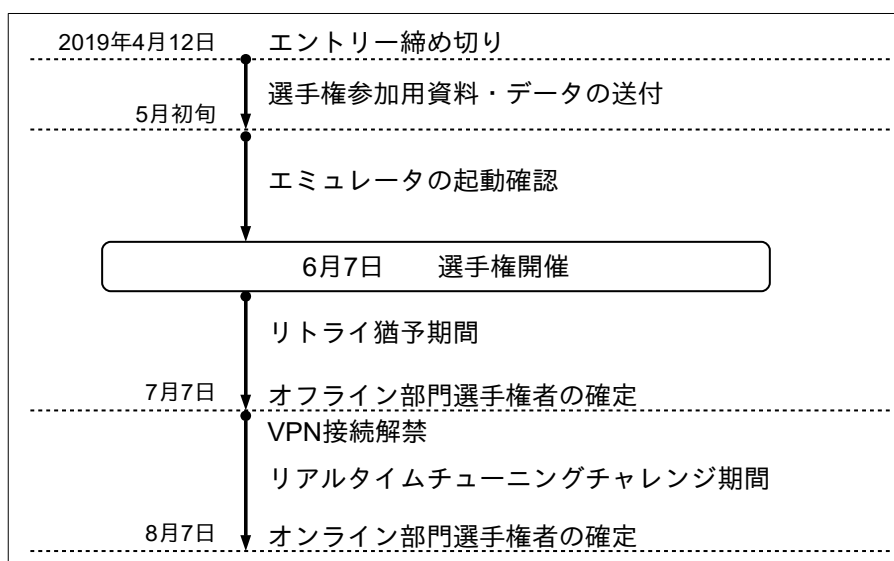 2019年4月12日 エントリー締め切り
選手権参加用資料・データの送付
5月初旬
エミュレータの起動確認
6月7日 選手権開催
リトライ猶予期間
7月7日 オフライン部門選手権者の確定
VPN接続解禁
リアルタイムチューニングチャレンジ期間
8月7日 オンライン部門選手権者の確定